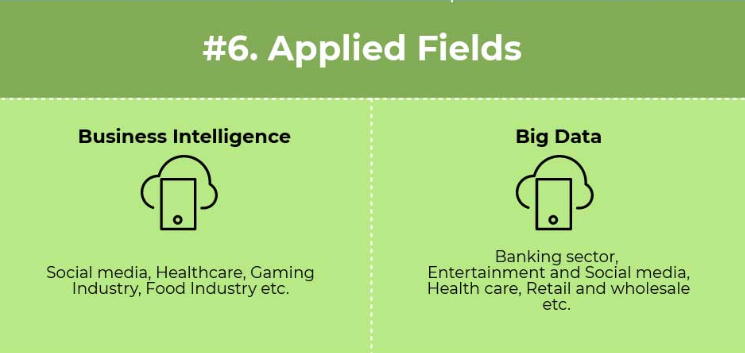 #6. Applied Fields
Business Intelligence
Social media, Healthcare, Gaming
Industry, Food Industry etc.
Big Data
Banking sector,
Entertainment and Social media,
Health care, Retail and wholesale
etc.